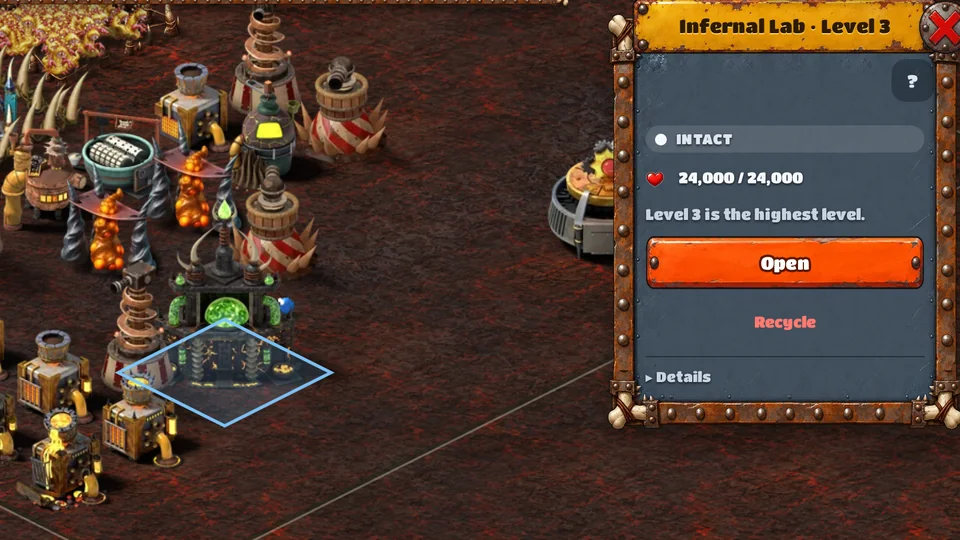 Infernal Lab · Level 3
?
INTACT
24,000 / 24,000
Level 3 is the highest level.
Open
Recycle
▸ Details